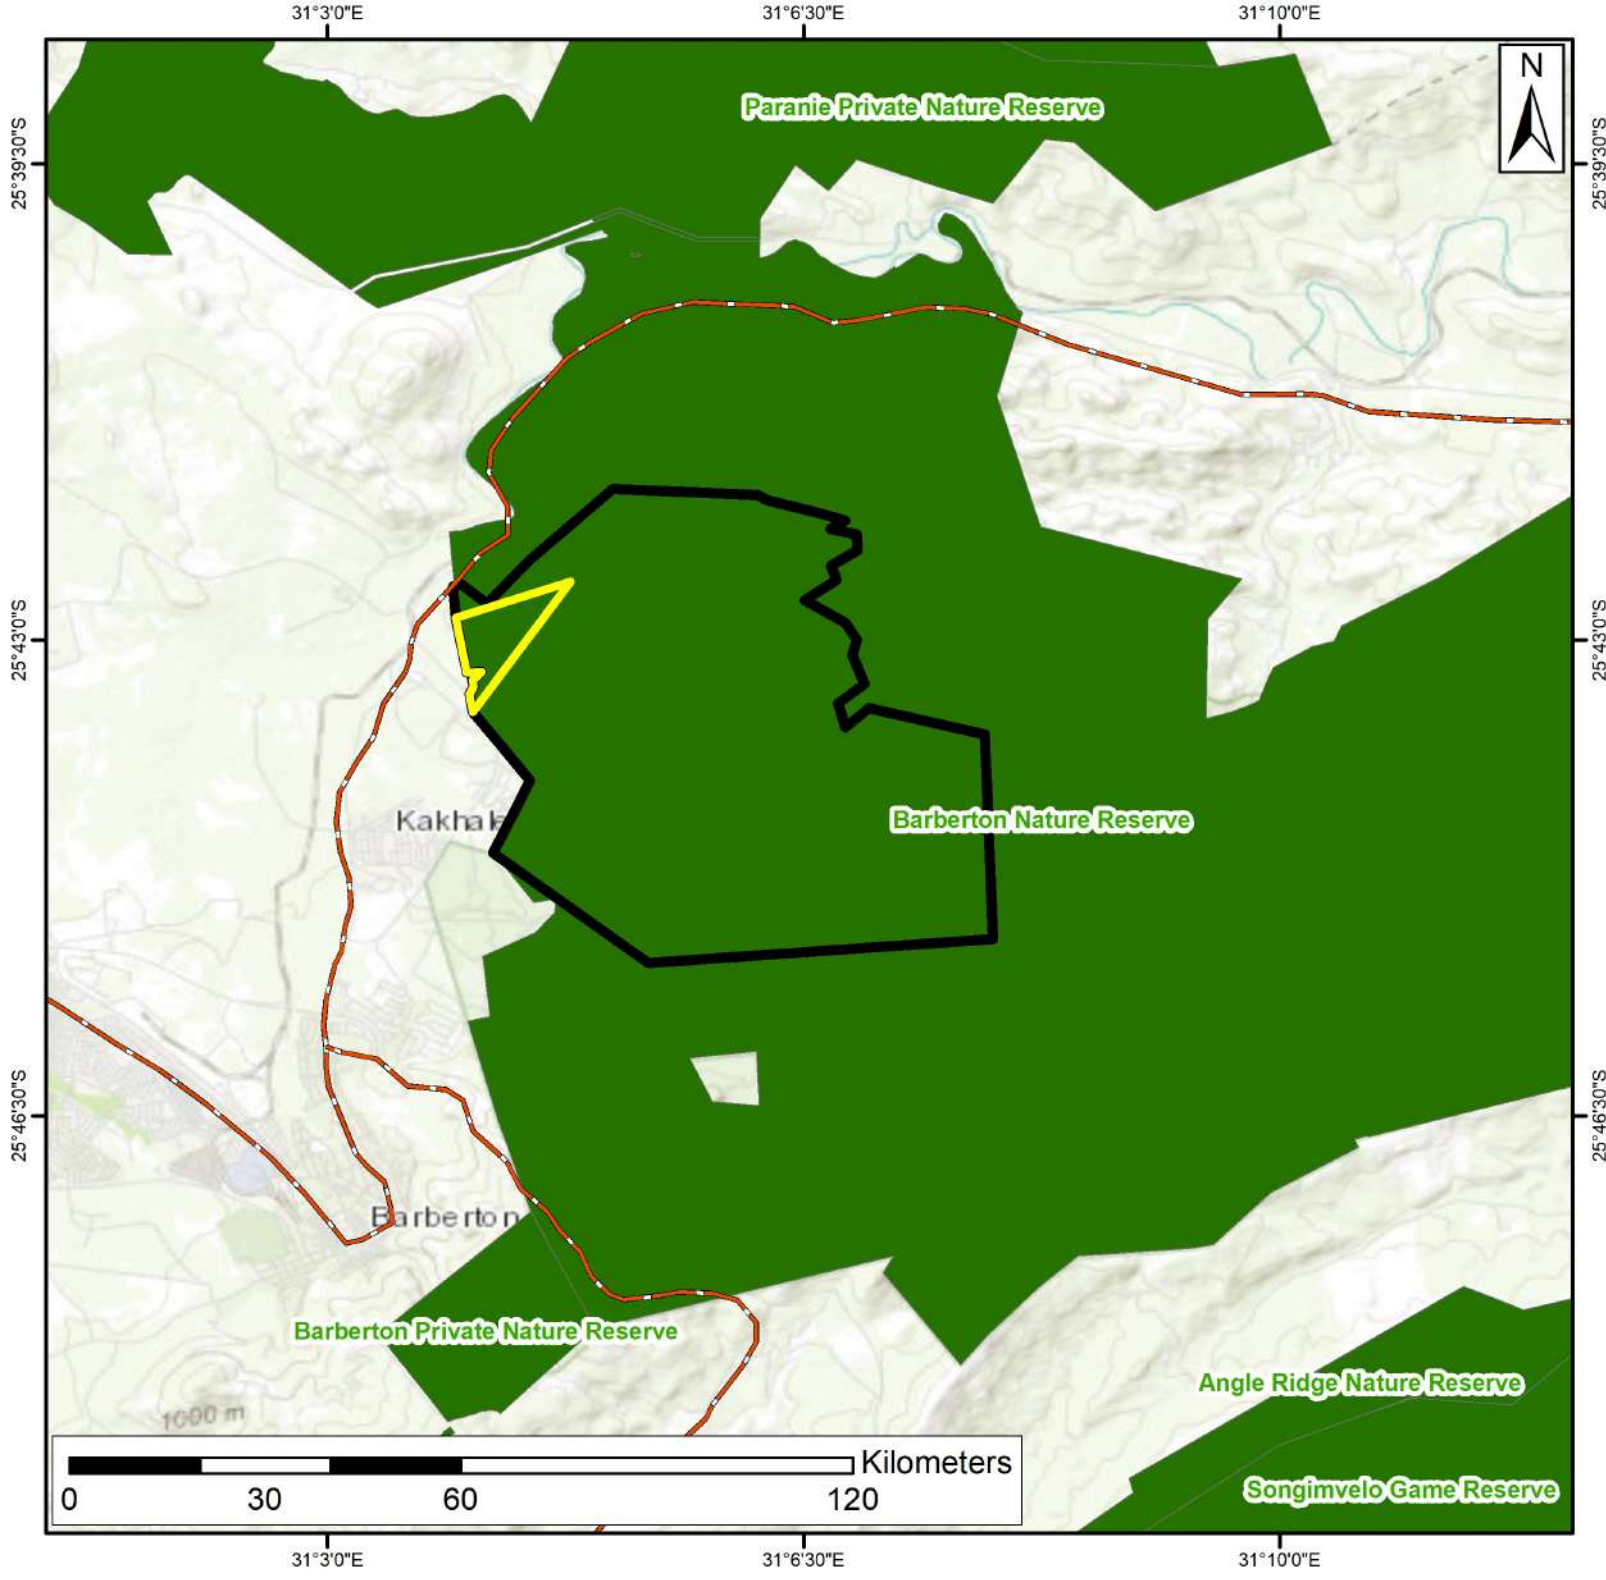 31°3'0"E
31°6'30"E
31°10'0"E
N
Paranie Private Nature Reserve
25°39'30"S
25°39'30"S
25°43'0"S
25°43'0"S
Kakhale
Barberton Nature Reserve
25°46'30"S
25°46'30"S
Barberton
Barberton Private Nature Reserve
Angle Ridge Nature Reserve
1000 m
Kilometers
0
30
60
120
Songimvelo Game Reserve
31°3'0"E
31°6'30"E
31°10'0"E